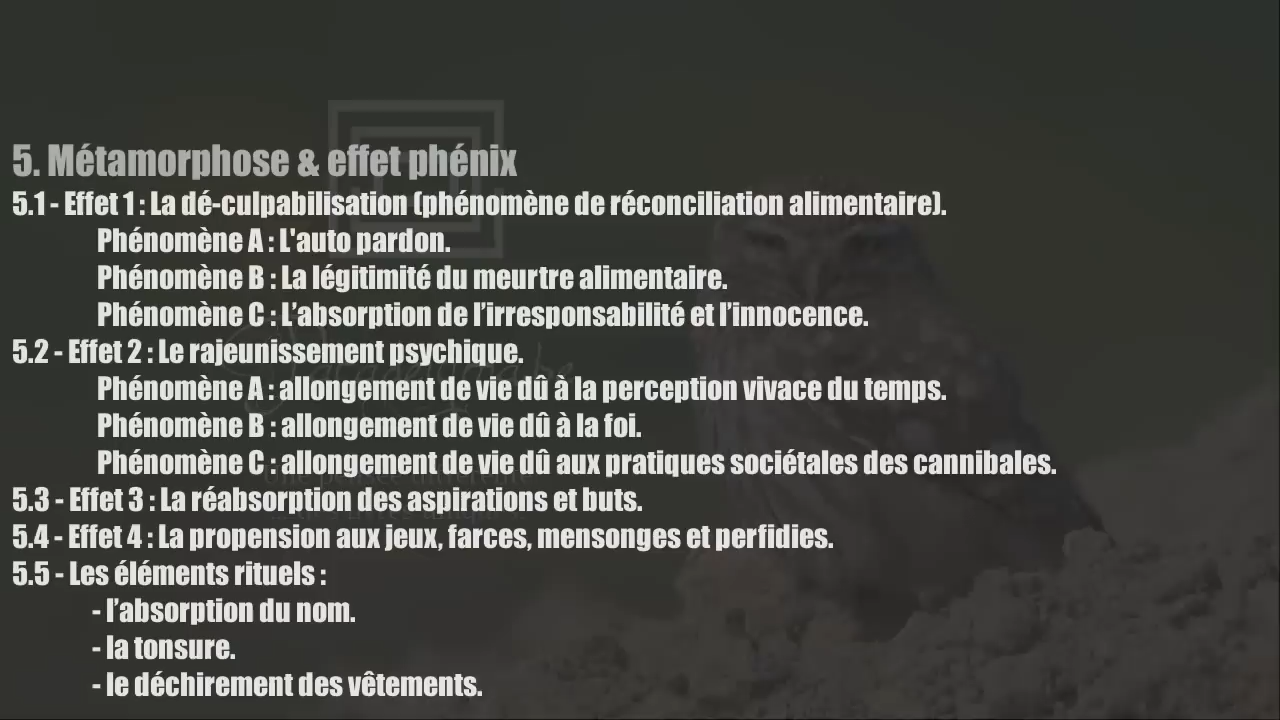 5. Métamorphose & effet phénix
5.1 - Effet 1 : La dé-culpabilisation (phénomène de réconciliation alimentaire).
Phénomène A : L'auto pardon.
Phénomène B : La légitimité du meurtre alimentaire.
Phénomène C : L’absorption de l’irresponsabilité et l’innocence.
5.2 - Effet 2 : Le rajeunissement psychique.
Phénomène A : allongement de vie dû à la perception vivace du temps.
Phénomène B : allongement de vie dû à la foi.
Phénomène C : allongement de vie dû aux pratiques sociétales des cannibales.
5.3 - Effet 3 : La réabsorption des aspirations et buts.
5.4 - Effet 4 : La propension aux jeux, farces, mensonges et perfidies.
5.5 - Les éléments rituels :
- l’absorption du nom.
- la tonsure.
- le déchirement des vêtements.